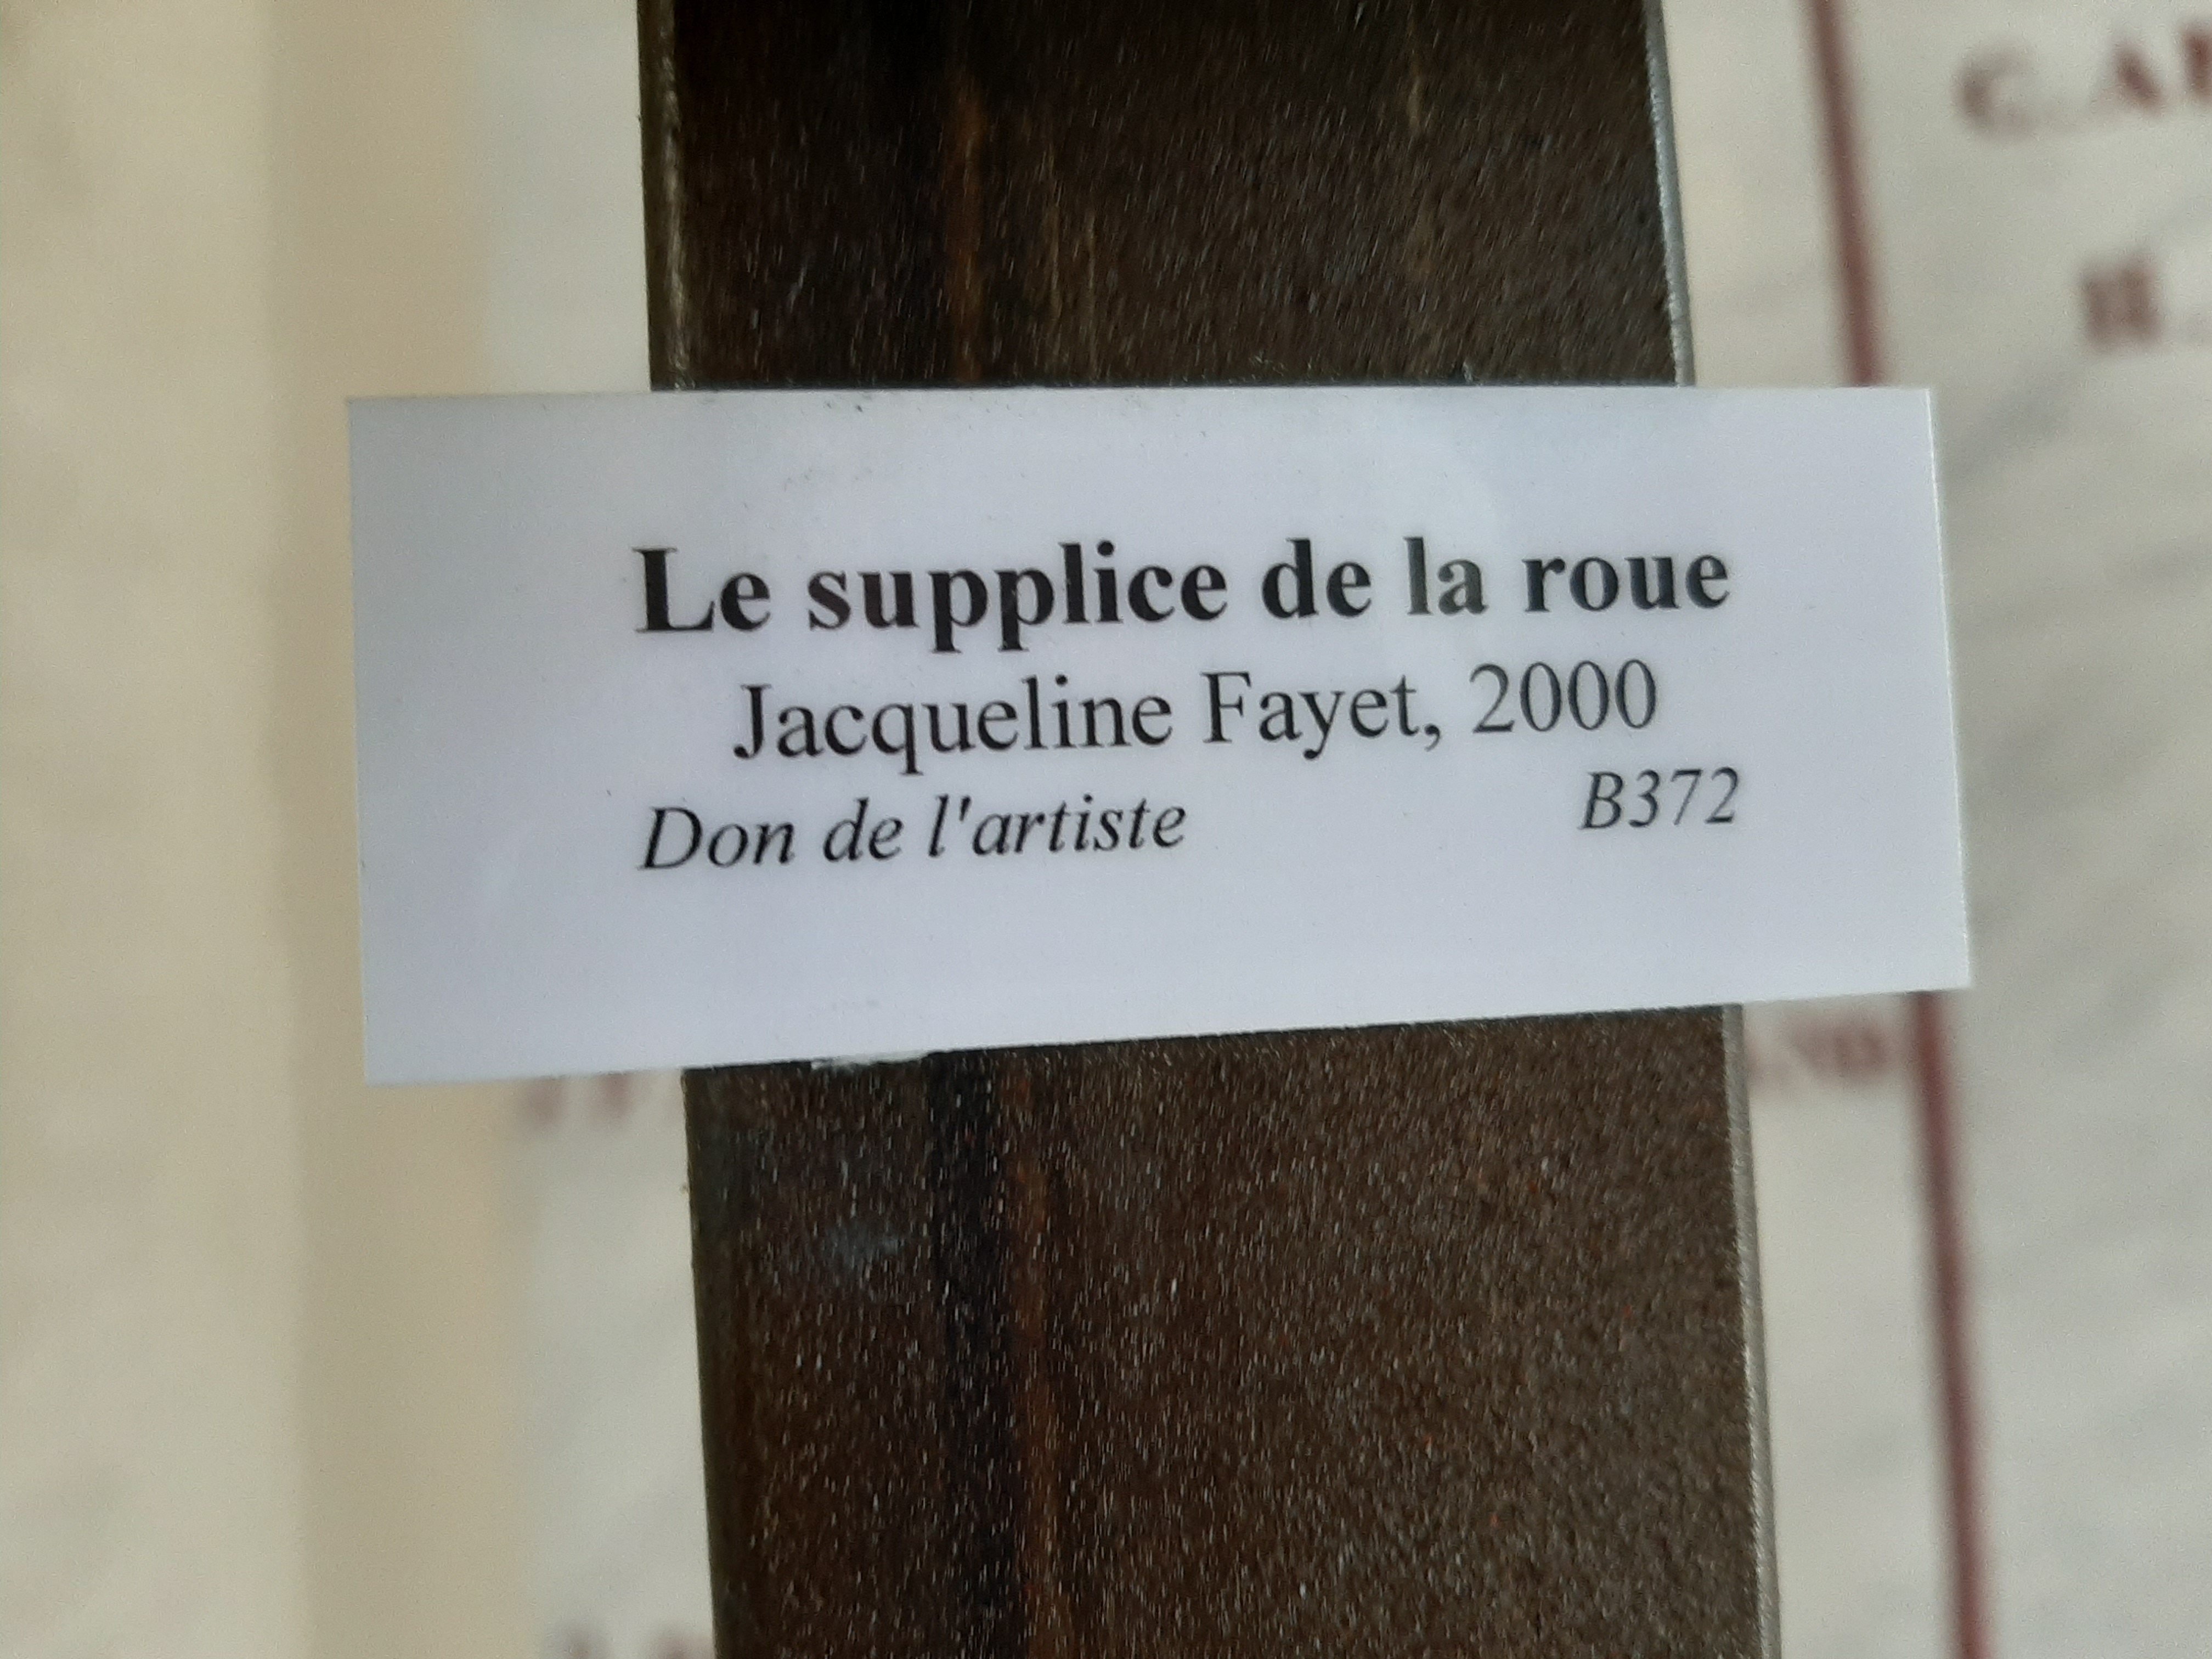 Le supplice de la roue
Jacqueline Fayet, 2000
Don de l'artiste B372